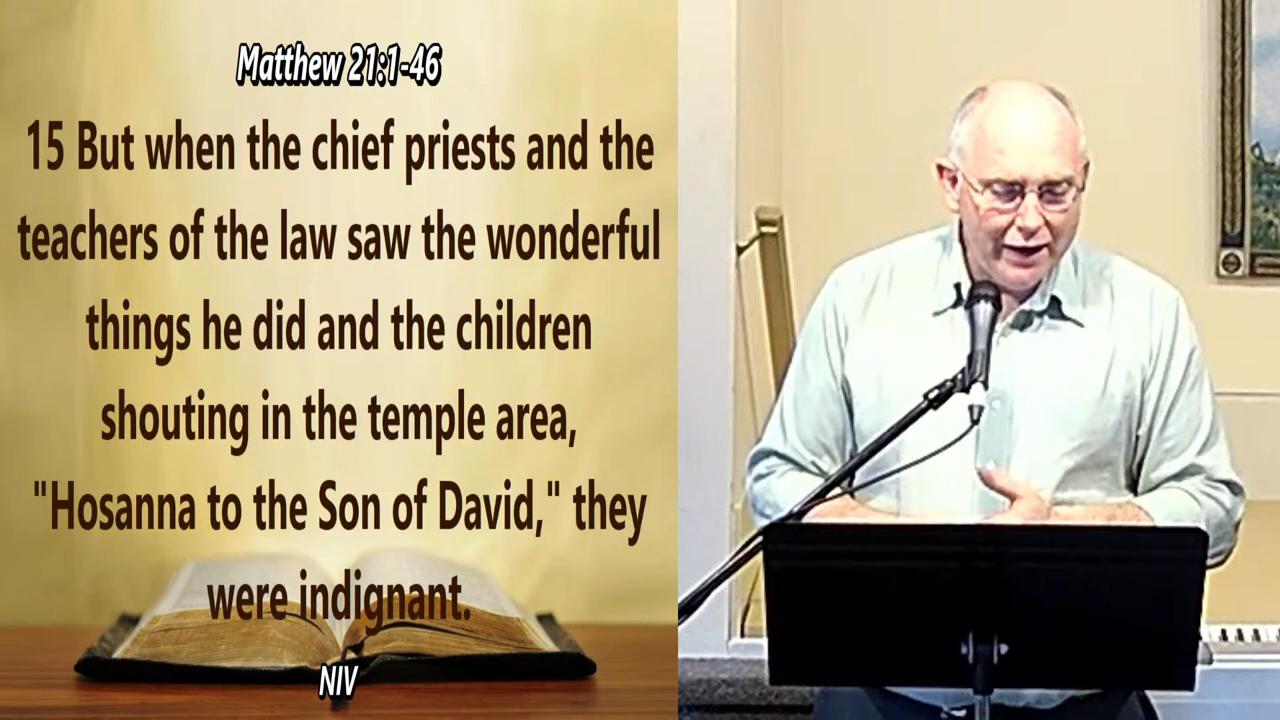 Matthew 21:1-46
15 But when the chief priests and the
teachers of the law saw the wonderful
things he did and the children
shouting in the temple area,
"Hosanna to the Son of David," they
were indignant.
NIV